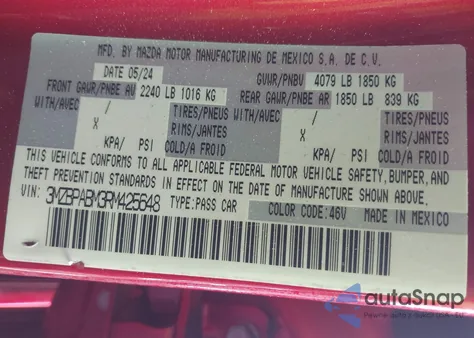 MFD. BY MAZDA MOTOR MANUFACTURING DE MEXICO S.A. DE C.V.
DATE 05/24 GVWR/PNBV 4079 LB 1850 KG
FRONT GAWR/PNBE AV 2240 LB 1016 KG REAR GAWR/PNBE AR 1850 LB 839 KG
WITH/AVEC / TIRES/PNEUS WITH/AVEC / TIRES/PNEUS
X RIMS/JANTES X RIMS/JANTES
KPA/ PSI COLD/A FROID KPA/ PSI COLD/A FROID
THIS VEHICLE CONFORMS TO ALL APPLICABLE FEDERAL MOTOR VEHICLE SAFETY, BUMPER, AND
THEFT PREVENTION STANDARDS IN EFFECT ON THE DATE OF MANUFACTURE SHOWN ABOVE.
VIN: 3MZBPABM3RM425648 TYPE:PASS CAR COLOR CODE:46V MADE IN MEXICO
autoSnap